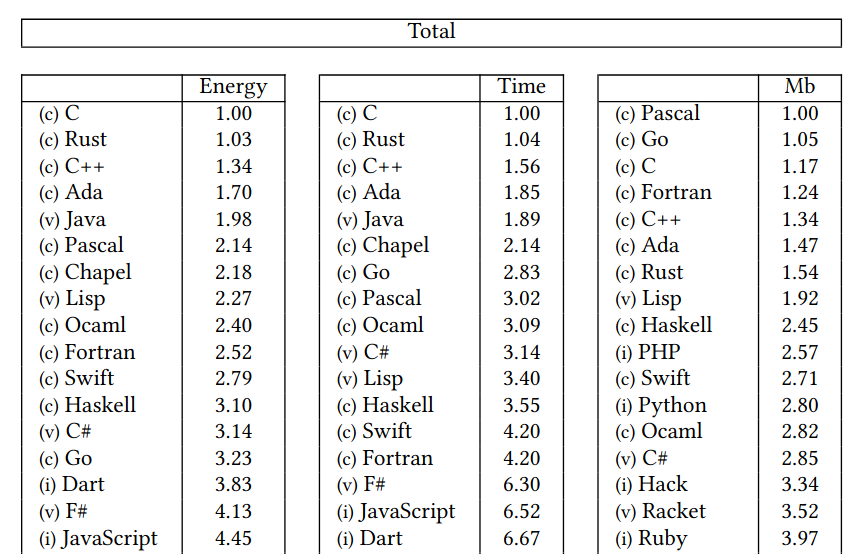 Total
Energy Time Mb
(c) C 1.00 (c) C 1.00 (c) Pascal 1.00
(c) Rust 1.03 (c) Rust 1.04 (c) Go 1.05
(c) C++ 1.34 (c) C++ 1.56 (c) C 1.17
(c) Ada 1.70 (c) Ada 1.85 (c) Fortran 1.24
(v) Java 1.98 (v) Java 1.89 (c) C++ 1.34
(c) Pascal 2.14 (c) Chapel 2.14 (c) Ada 1.47
(c) Chapel 2.18 (c) Go 2.83 (c) Rust 1.54
(v) Lisp 2.27 (c) Pascal 3.02 (v) Lisp 1.92
(c) Ocaml 2.40 (c) Ocaml 3.09 (c) Haskell 2.45
(c) Fortran 2.52 (v) C# 3.14 (i) PHP 2.57
(c) Swift 2.79 (v) Lisp 3.40 (c) Swift 2.71
(c) Haskell 3.10 (c) Haskell 3.55 (i) Python 2.80
(v) C# 3.14 (c) Swift 4.20 (c) Ocaml 2.82
(c) Go 3.23 (c) Fortran 4.20 (v) C# 2.85
(i) Dart 3.83 (v) F# 6.30 (i) Hack 3.34
(v) F# 4.13 (i) JavaScript 6.52 (v) Racket 3.52
(i) JavaScript 4.45 (i) Dart 6.67 (i) Ruby 3.97